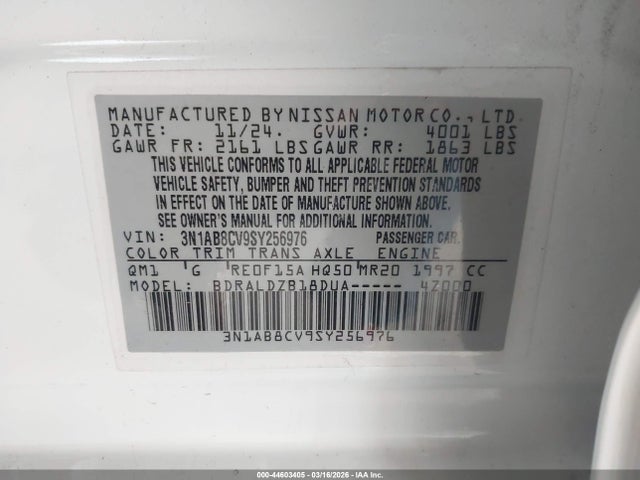 MANUFACTURED BY NISSAN MOTOR CO., LTD.
DATE: 11/24. GVWR: 4001 LBS
GAWR FR: 2161 LBS GAWR RR: 1863 LBS
THIS VEHICLE CONFORMS TO ALL APPLICABLE FEDERAL MOTOR
VEHICLE SAFETY, BUMPER AND THEFT PREVENTION STANDARDS
IN EFFECT ON THE DATE OF MANUFACTURE SHOWN ABOVE.
SEE OWNER'S MANUAL FOR ADDITIONAL INFORMATION
VIN: 3N1AB8CV9SY256976 PASSENGER CAR.
COLOR TRIM TRANS AXLE ENGINE
QM1 G RE0F15A HQ50 MR20 1997 CC
MODEL: BDRALDZB18DUA----- 4Z000
3N1AB8CV9SY256976
000-44603405 - 03/16/2026 - IAA Inc.